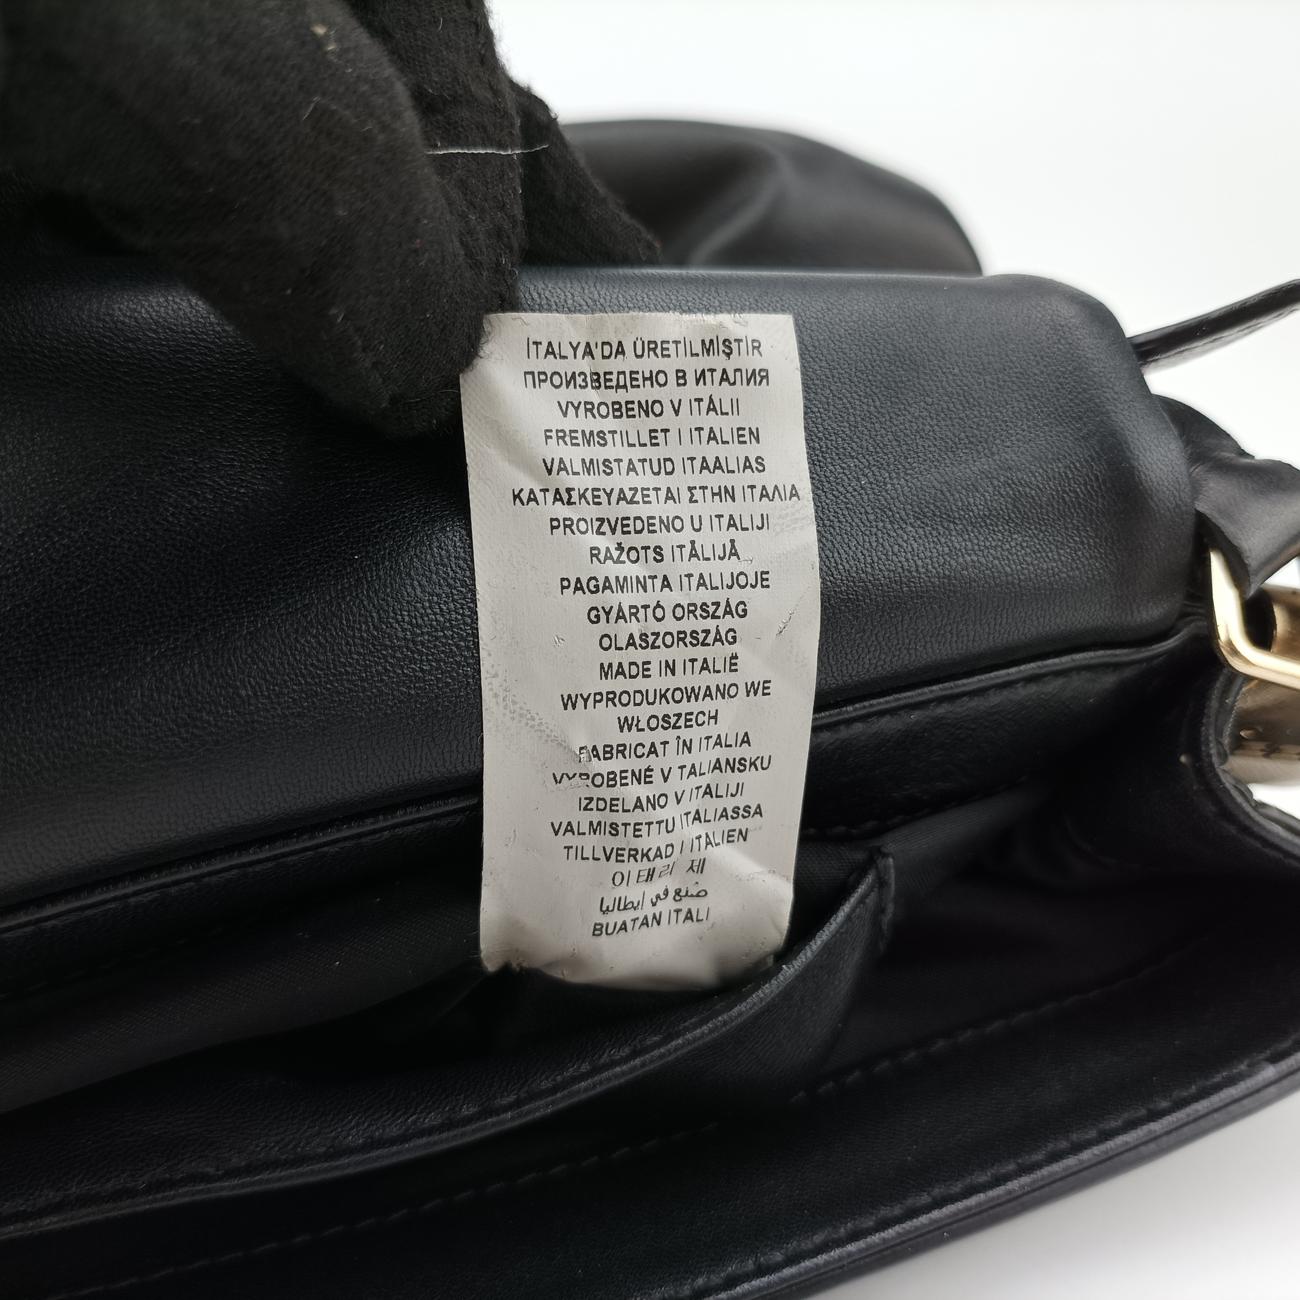 İTALYA'DA ÜRETİLMİŞTİR
ПРОИЗВЕДЕНО В ИТАЛИЯ
VYROBENO V ITÁLII
FREMSTILLET I ITALIEN
VALMISTATUD ITAALIAS
ΚΑΤΑΣΚΕΥΑΖΕΤΑΙ ΣΤΗΝ ΙΤΑΛΙΑ
PROIZVEDENO U ITALIJI
RAŽOTS ITĀLIJĀ
PAGAMINTA ITALIJOJE
GYÁRTÓ ORSZÁG
OLASZORSZÁG
MADE IN ITALIË
WYPRODUKOWANO WE
WŁOSZECH
FABRICAT ÎN ITALIA
VYROBENÉ V TALIANSKU
IZDELANO V ITALIJI
VALMISTETTU ITALIASSA
TILLVERKAD I ITALIEN
이태리 제
صنع في إيطاليا
BUATAN ITALI